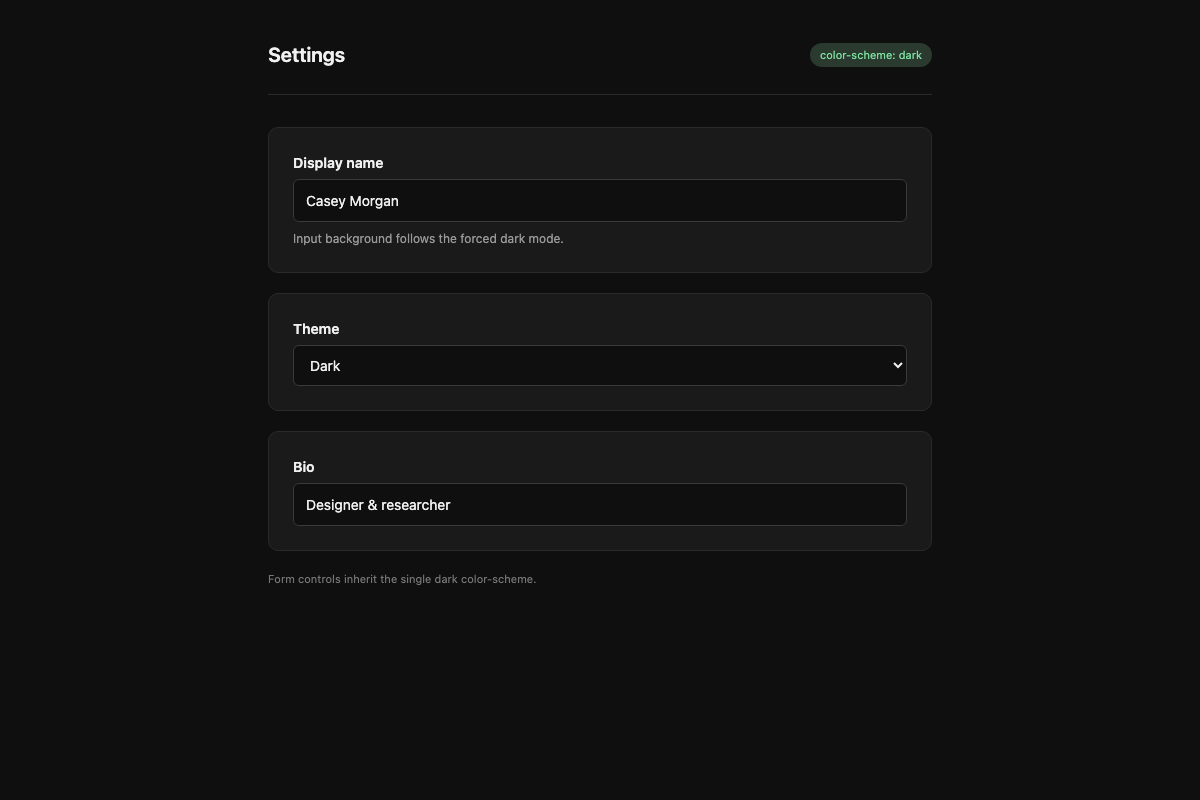 Settings
color-scheme: dark
Display name
Casey Morgan
Input background follows the forced dark mode.
Theme
Dark
Bio
Designer & researcher
Form controls inherit the single dark color-scheme.